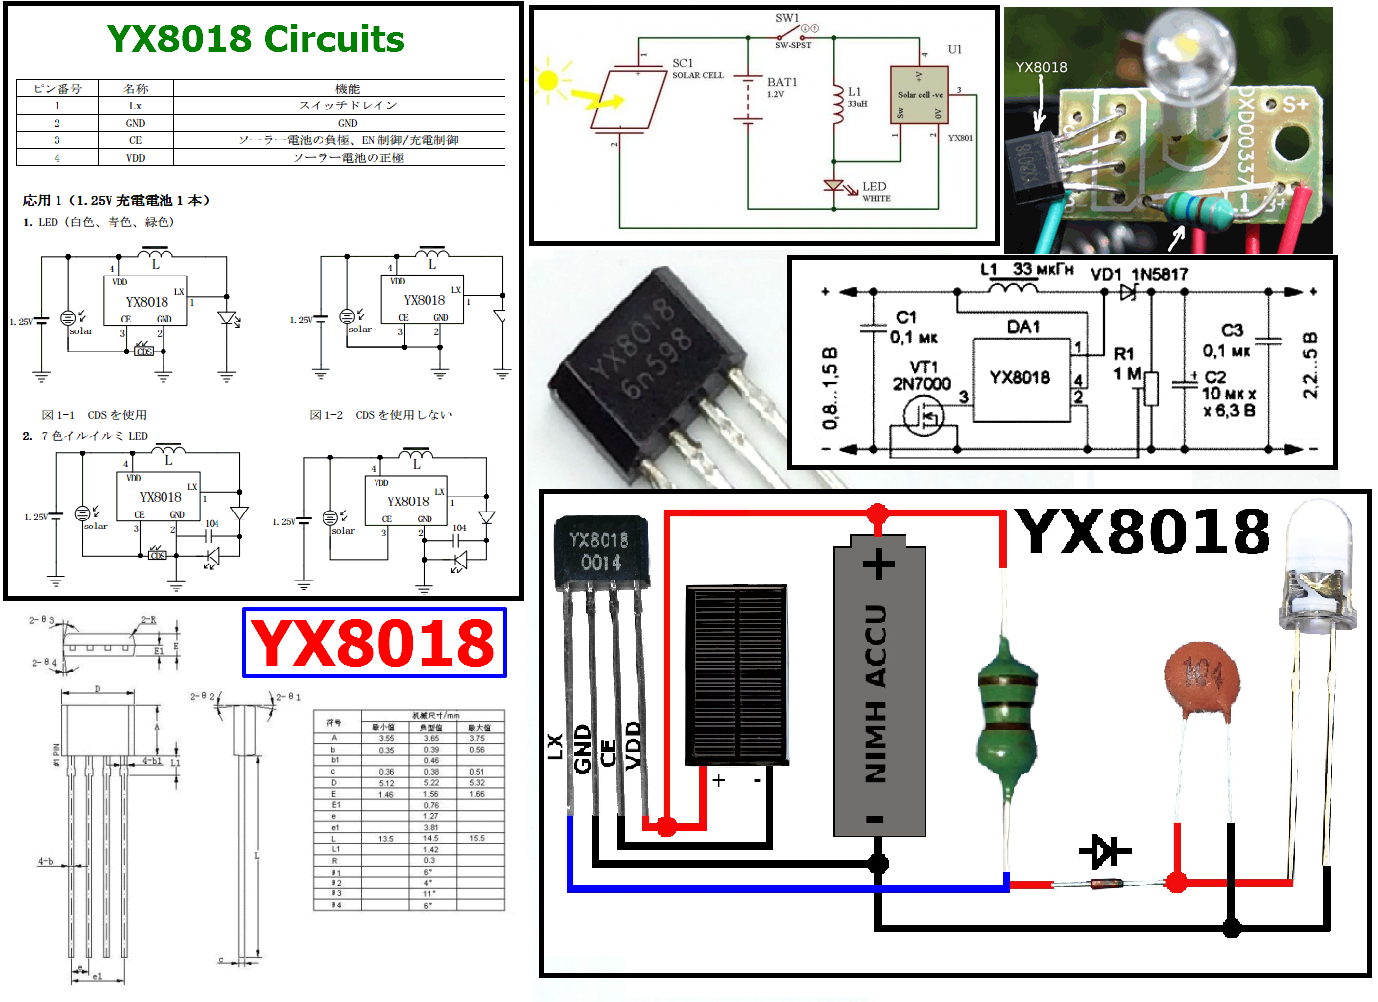 YX8018 Circuits
ピン番号 名称 機能
1 Lx スイッチドレイン
2 GND GND
3 CE ソーラー電池の負極、EN 制御/充電制御
4 VDD ソーラー電池の正極
応用 1（1.25V 充電電池 1 本）
1. LED（白色、青色、緑色）
L
4
VDD
YX8018
LX
1
CE
GND
3
2
1.25V
solar
CDS
L
4
VDD
YX8018
LX
1
CE
GND
3
2
1.25V
solar
図1-1 CDS を使用
図1-2 CDS を使用しない
2. 7 色イルイルミ LED
L
4
VDD
YX8018
LX
1
CE
GND
3
2
104
1.25V
solar
CDS
L
4
VDD
YX8018
LX
1
CE
GND
3
2
104
1.25V
solar
SW1
SW-SPST
SC1
SOLAR CELL
1
2
BAT1
1.2V
L1
33uH
U1
4
+V
Solar cell -ve
3
Sw
0V
1
2
YX801
LED
WHITE
YX8018
YX8018
DXD00337
S+
B+
YX8018
6n598
L1 33 мкГн
VD1 1N5817
+
+
C1
0,1 мк
DA1
YX8018
1
4
2
3
VT1
2N7000
R1
1 М
C2
10 мк х
х 6,3 В
C3
0,1 мк
0,8...1,5 В
2,2...5 В
−
−
YX8018
2-θ3
2-R
E1
E
2-θ4
D
A
#1 PIN
4-b1
L1
4-b
e
e1
2-θ2
2-θ1
L
c
符号 机械尺寸/mm
最小值 典型值 最大值
A 3.55 3.65 3.75
b 0.35 0.39 0.56
b1 0.46
c 0.36 0.38 0.51
D 5.12 5.22 5.32
E 1.46 1.56 1.66
E1 0.76
e 1.27
e1 3.81
L 13.5 14.5 15.5
L1 1.42
R 0.3
θ1 6°
θ2 4°
θ3 11°
θ4 6°
YX8018
YX8018
0014
LX
GND
CE
VDD
+
-
+
NIMH ACCU
-
104